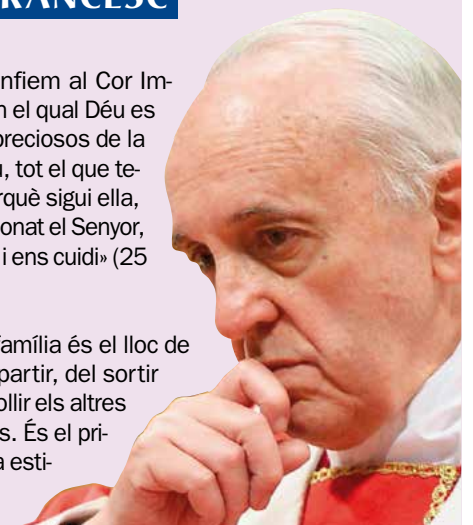 RANCESC
nfiem al Cor Im-
n el qual Déu es
preciosos de la
u, tot el que te-
rquè sigui ella,
onat el Senyor,
i ens cuidi» (25
família és el lloc de
partir, del sortir
ollir els altres
s. És el pri-
a esti-